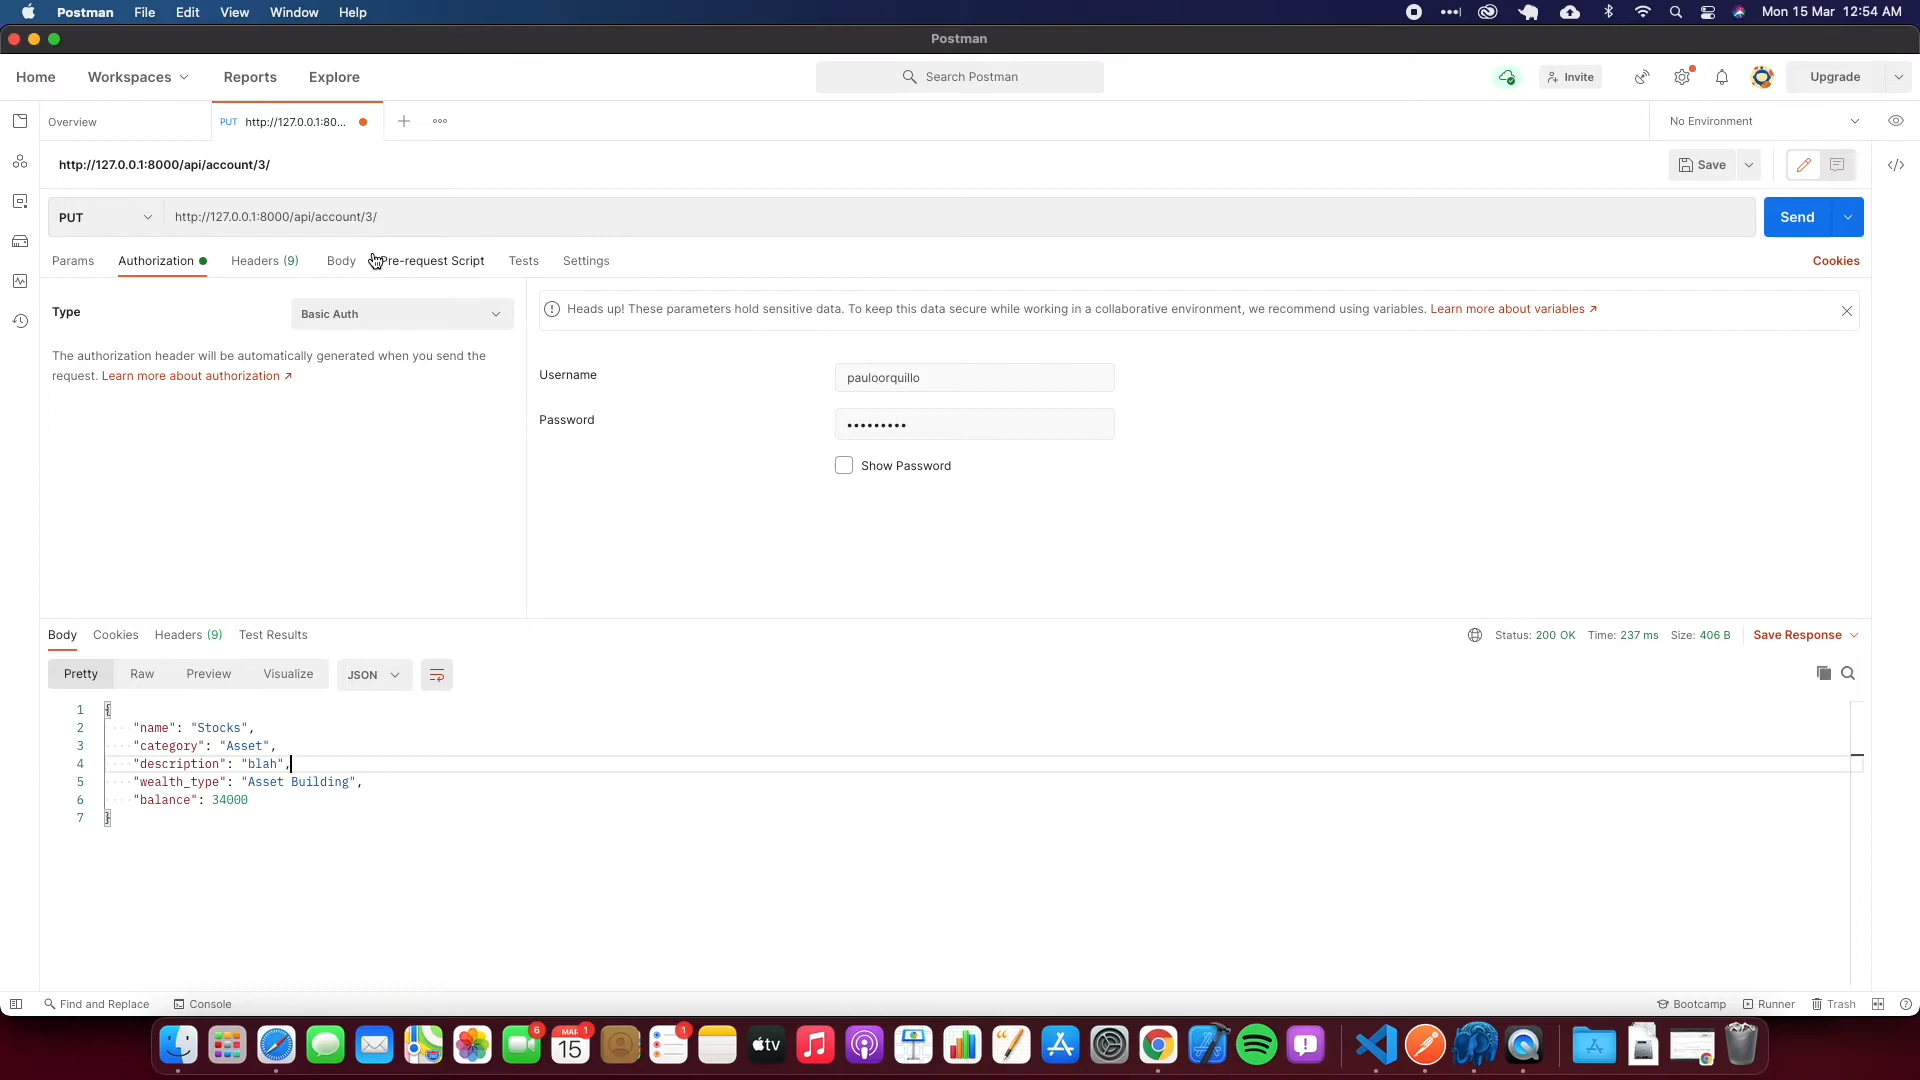 Postman File Edit View Window Help Mon 15 Mar 12:54 AM
Postman
Home Workspaces Reports Explore Search Postman Invite Upgrade
Overview PUT http://127.0.0.1:80... No Environment
http://127.0.0.1:8000/api/account/3/ Save
PUT http://127.0.0.1:8000/api/account/3/ Send
Params Authorization Headers (9) Body Pre-request Script Tests Settings Cookies
Type Basic Auth
Heads up! These parameters hold sensitive data. To keep this data secure while working in a collaborative environment, we recommend using variables. Learn more about variables ↗
The authorization header will be automatically generated when you send the
request. Learn more about authorization ↗
Username pauloorquillo
Password •••••••••
Show Password
Body Cookies Headers (9) Test Results Status: 200 OK Time: 237 ms Size: 406 B Save Response
Pretty Raw Preview Visualize JSON
1 {
2 "name": "Stocks",
3 "category": "Asset",
4 "description": "blah",
5 "wealth_type": "Asset Building",
6 "balance": 34000
7 }
Find and Replace Console Bootcamp Runner Trash
6 MAR 1 15 1 tv